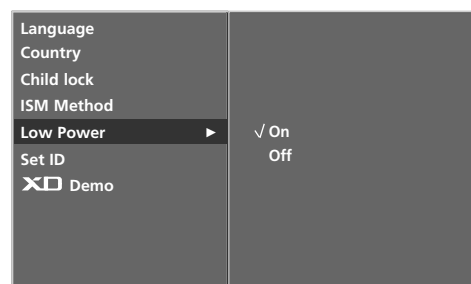 Language
Country
Child lock
ISM Method
Low Power ►
√ On
Off
Set ID
XD Demo